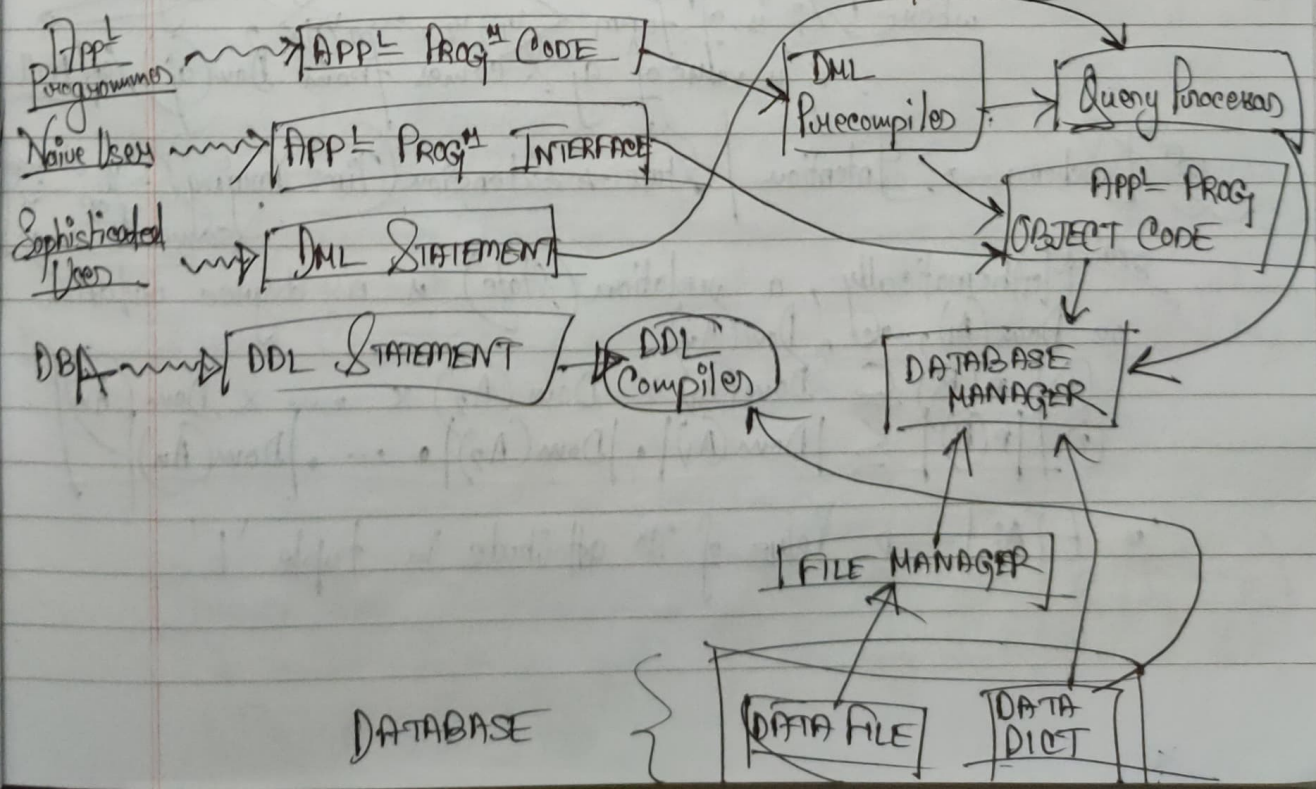 Appl
Programmer
APPL PROGM CODE
DML
Precompiler
Query Processor
Naive Users
APPL PROGM INTERFACE
APPL PROG
OBJECT CODE
Sophisticated
User
DML STATEMENT
DBA
DDL STATEMENT
DDL
Compiler
DATABASE
MANAGER
FILE MANAGER
DATABASE
DATA FILE
DATA
DICT